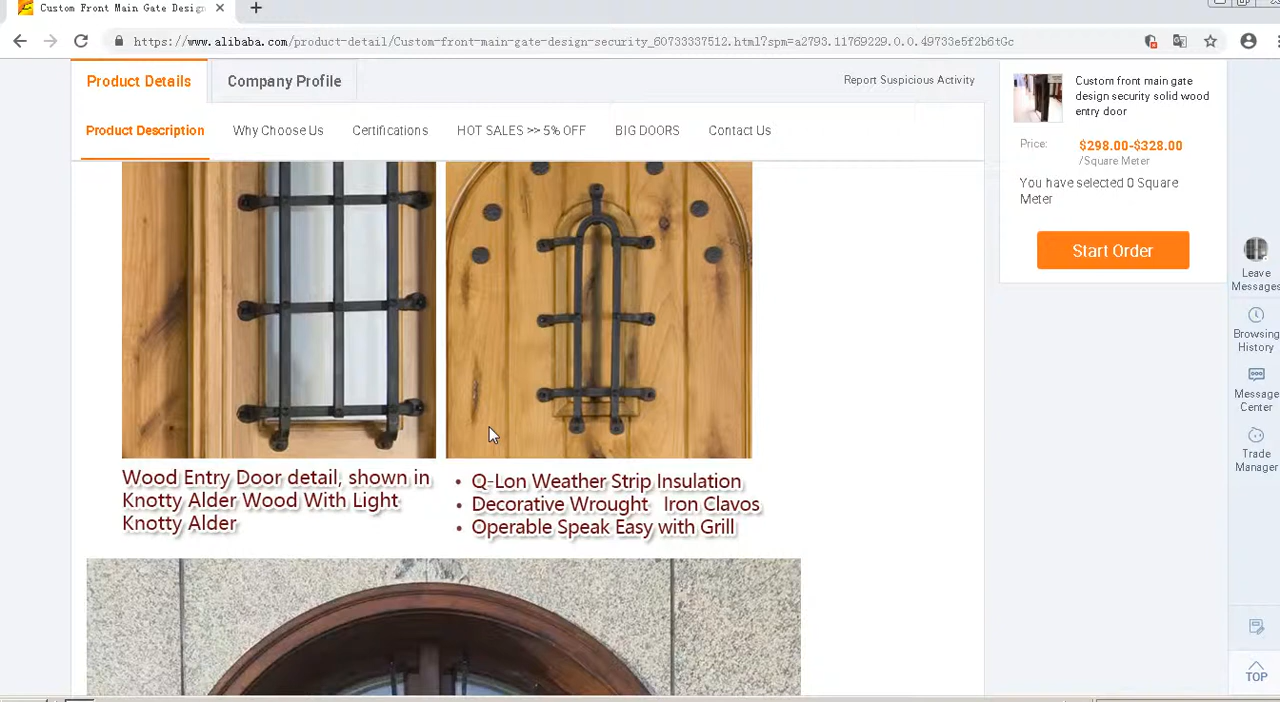 Custom Front Main Gate Design
https://www.alibaba.com/product-detail/Custom-front-main-gate-design-security_60733337512.html?spm=a2793.11769229.0.0.49733e5f2b6tGc
Product Details
Company Profile
Report Suspicious Activity
Product Description
Why Choose Us
Certifications
HOT SALES >> 5% OFF
BIG DOORS
Contact Us
Custom front main gate
design security solid wood
entry door
Price:
$298.00-$328.00
/Square Meter
You have selected 0 Square
Meter
Start Order
Leave
Messages
Browsing
History
Message
Center
Trade
Manager
TOP
Wood Entry Door detail, shown in
Knotty Alder Wood With Light
Knotty Alder
• Q-Lon Weather Strip Insulation
• Decorative Wrought Iron Clavos
• Operable Speak Easy with Grill